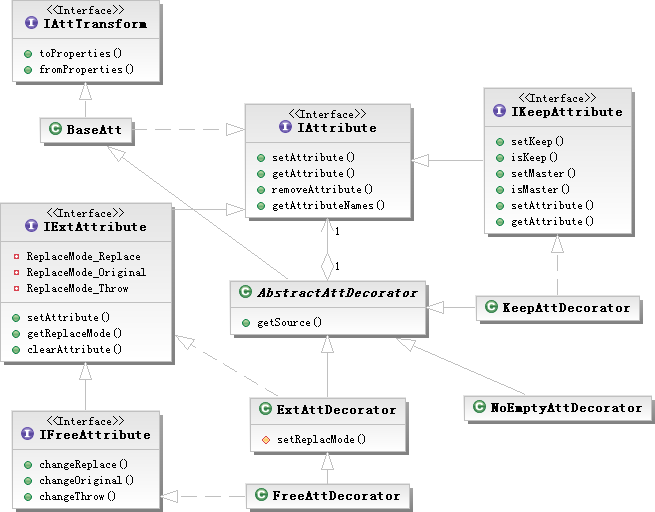 <<Interface>>
IAttTransform
toProperties()
fromProperties()
BaseAtt
<<Interface>>
IAttribute
setAttribute()
getAttribute()
removeAttribute()
getAttributeNames()
<<Interface>>
IKeepAttribute
setKeep()
isKeep()
setMaster()
isMaster()
setAttribute()
getAttribute()
<<Interface>>
IExtAttribute
ReplaceMode_Replace
ReplaceMode_Original
ReplaceMode_Throw
setAttribute()
getReplaceMode()
clearAttribute()
1
1
AbstractAttDecorator
getSource()
KeepAttDecorator
<<Interface>>
IFreeAttribute
changeReplace()
changeOriginal()
changeThrow()
ExtAttDecorator
setReplacMode()
NoEmptyAttDecorator
FreeAttDecorator